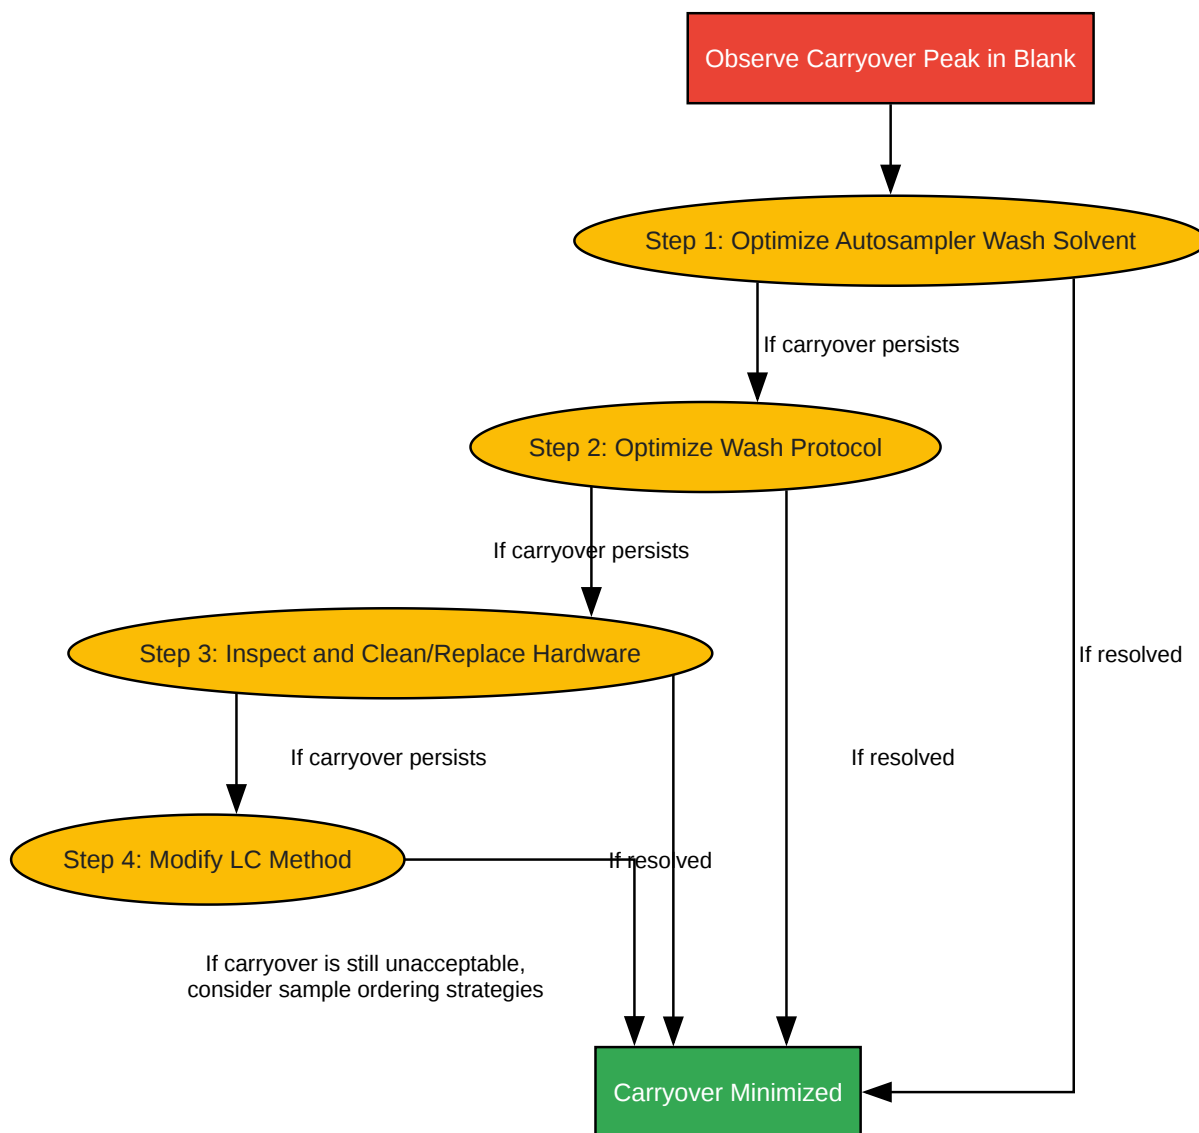 Observe Carryover Peak in Blank
Step 1: Optimize Autosampler Wash Solvent
If carryover persists
Step 2: Optimize Wash Protocol
If carryover persists
Step 3: Inspect and Clean/Replace Hardware
If resolved
If carryover persists
If resolved
Step 4: Modify LC Method
If resolved
If carryover is still unacceptable,
consider sample ordering strategies
Carryover Minimized